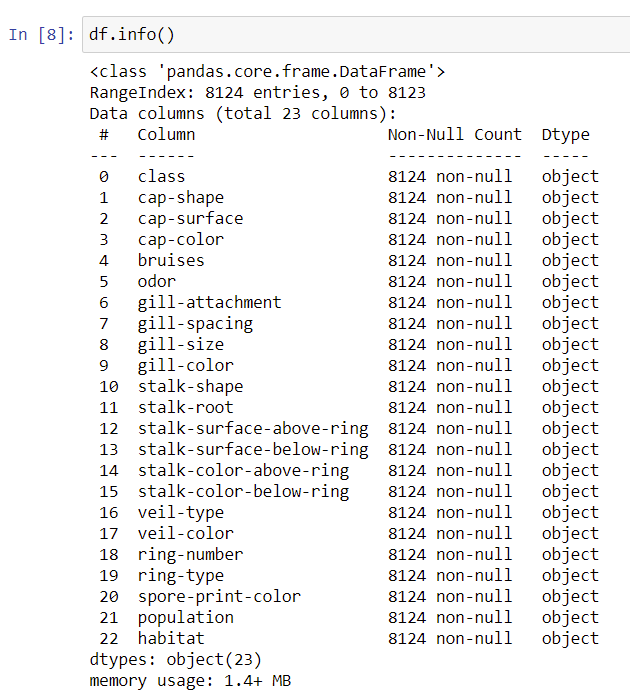 In [8]: df.info()
<class 'pandas.core.frame.DataFrame'>
RangeIndex: 8124 entries, 0 to 8123
Data columns (total 23 columns):
 #   Column                    Non-Null Count  Dtype
---  ------                    --------------  -----
 0   class                     8124 non-null   object
 1   cap-shape                 8124 non-null   object
 2   cap-surface               8124 non-null   object
 3   cap-color                 8124 non-null   object
 4   bruises                   8124 non-null   object
 5   odor                      8124 non-null   object
 6   gill-attachment           8124 non-null   object
 7   gill-spacing              8124 non-null   object
 8   gill-size                 8124 non-null   object
 9   gill-color                8124 non-null   object
 10  stalk-shape               8124 non-null   object
 11  stalk-root                8124 non-null   object
 12  stalk-surface-above-ring  8124 non-null   object
 13  stalk-surface-below-ring  8124 non-null   object
 14  stalk-color-above-ring    8124 non-null   object
 15  stalk-color-below-ring    8124 non-null   object
 16  veil-type                 8124 non-null   object
 17  veil-color                8124 non-null   object
 18  ring-number               8124 non-null   object
 19  ring-type                 8124 non-null   object
 20  spore-print-color         8124 non-null   object
 21  population                8124 non-null   object
 22  habitat                   8124 non-null   object
dtypes: object(23)
memory usage: 1.4+ MB